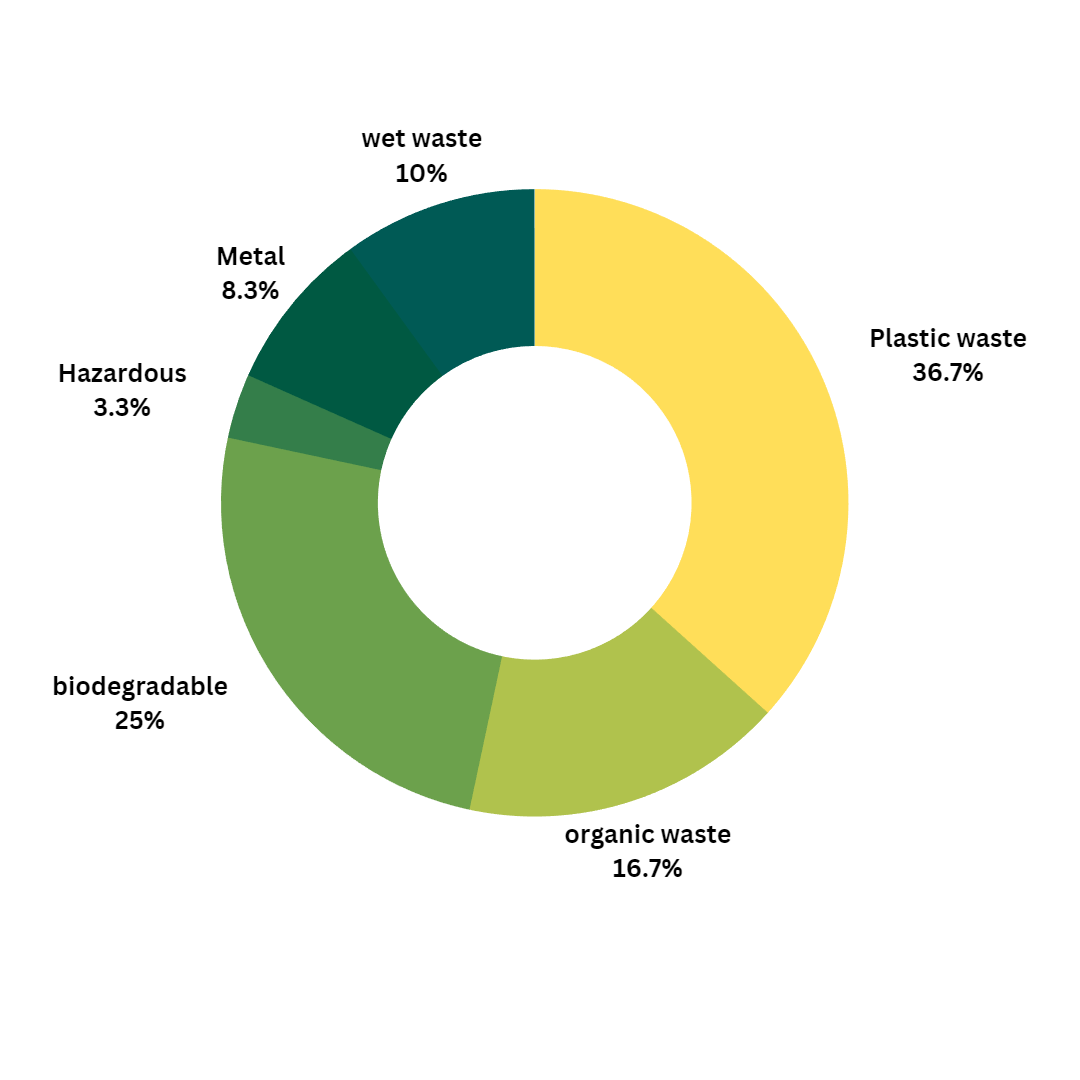 wet waste
10%
Metal
8.3%
Plastic waste
36.7%
Hazardous
3.3%
biodegradable
25%
organic waste
16.7%